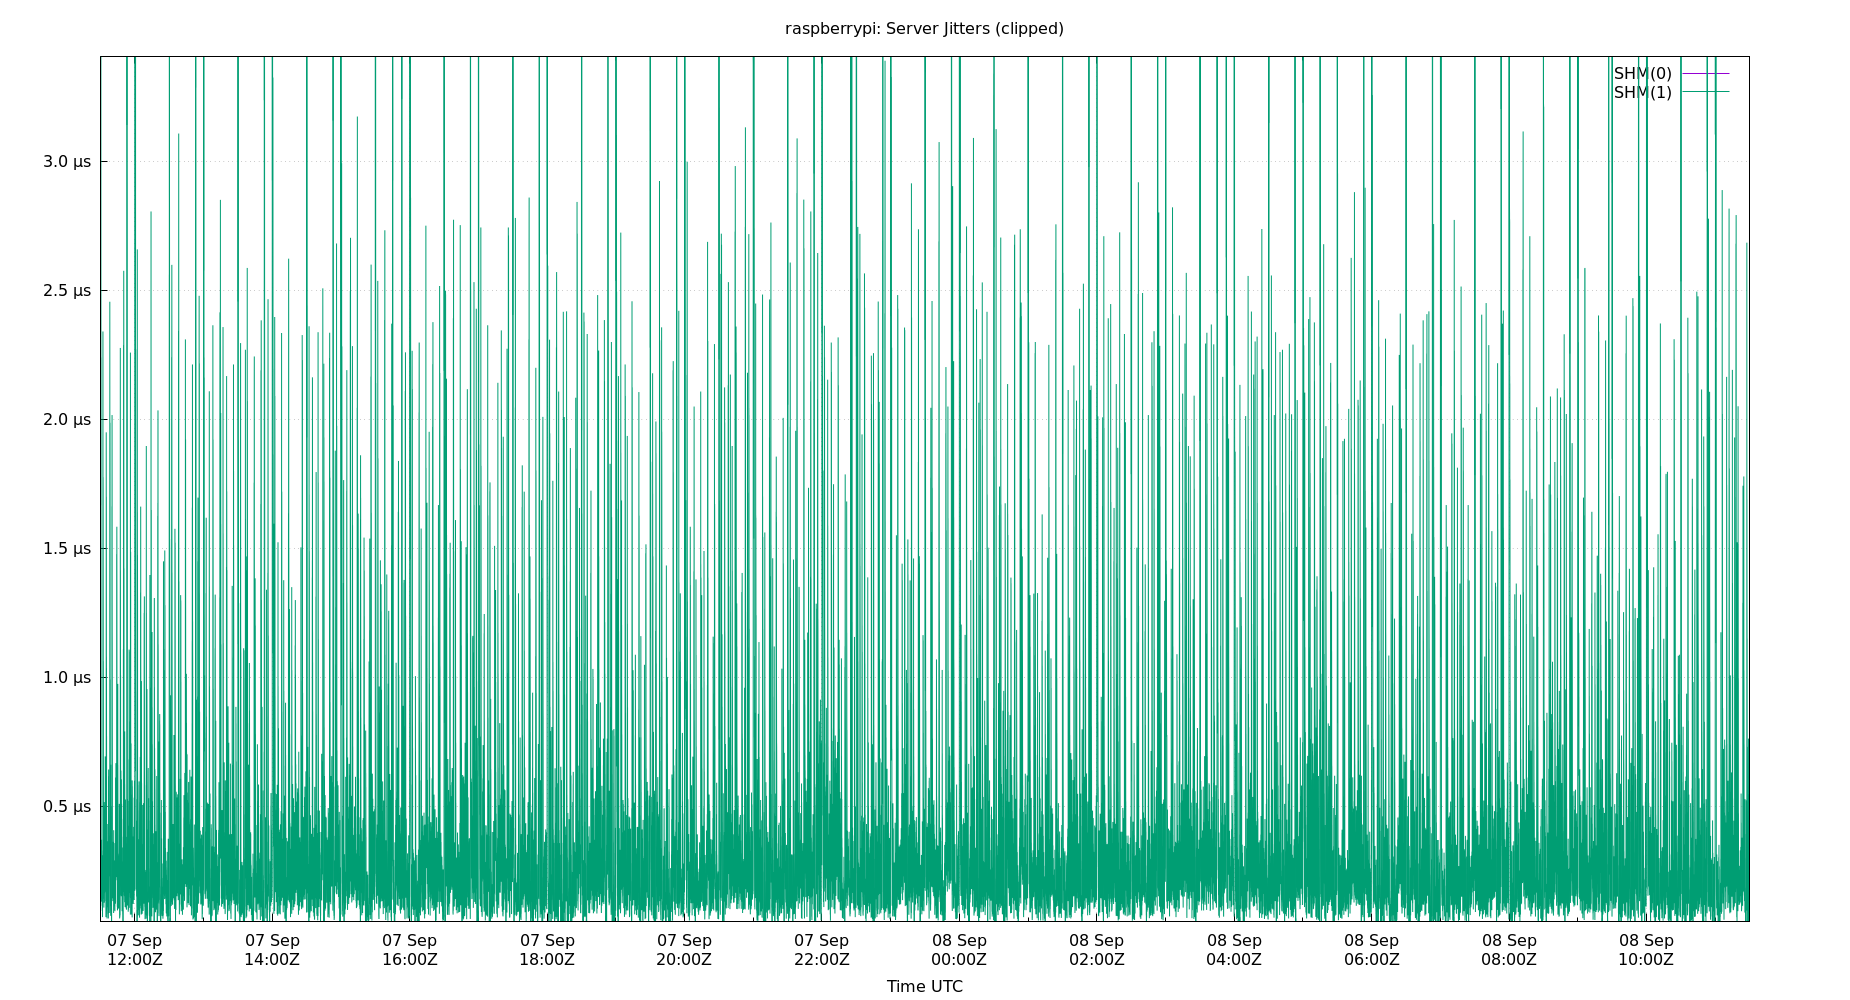 raspberrypi: Server Jitters (clipped)
SHM(0)
SHM(1)
3.0 μs
2.5 μs
2.0 μs
1.5 μs
1.0 μs
0.5 μs
07 Sep 07 Sep 07 Sep 07 Sep 07 Sep 07 Sep 08 Sep 08 Sep 08 Sep 08 Sep 08 Sep 08 Sep
12:00Z 14:00Z 16:00Z 18:00Z 20:00Z 22:00Z 00:00Z 02:00Z 04:00Z 06:00Z 08:00Z 10:00Z
Time UTC